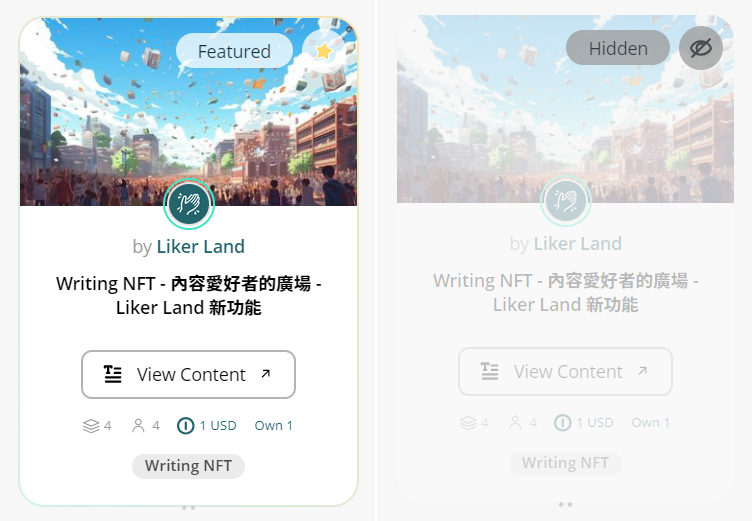 Featured
by Liker Land
Writing NFT - 內容愛好者的廣場 -
Liker Land 新功能
View Content
4
4
1 USD
Own 1
Writing NFT
Hidden
by Liker Land
Writing NFT - 內容愛好者的廣場 -
Liker Land 新功能
View Content
4
4
1 USD
Own 1
Writing NFT